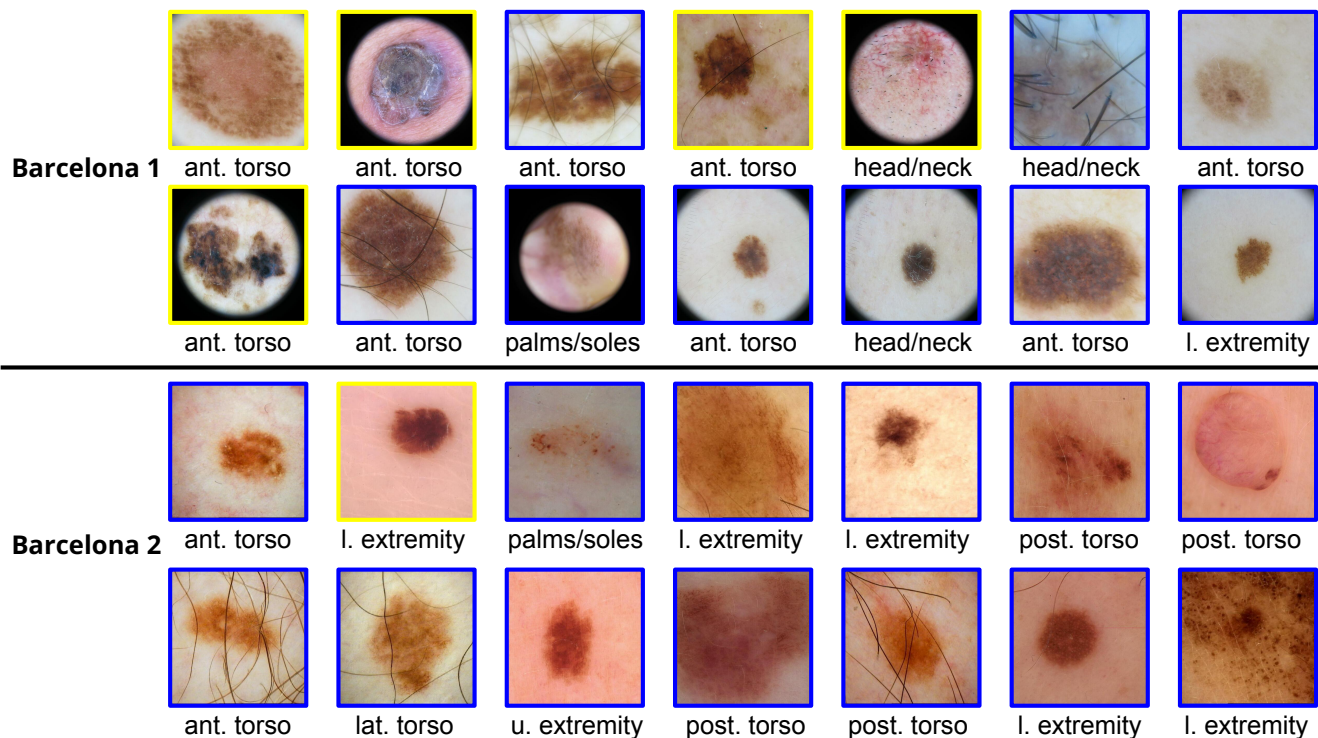 ant. torso ant. torso ant. torso ant. torso head/neck head/neck ant. torso
Barcelona 1
ant. torso ant. torso palms/soles ant. torso head/neck ant. torso l. extremity
ant. torso l. extremity palms/soles l. extremity l. extremity post. torso post. torso
Barcelona 2
ant. torso lat. torso u. extremity post. torso post. torso l. extremity l. extremity